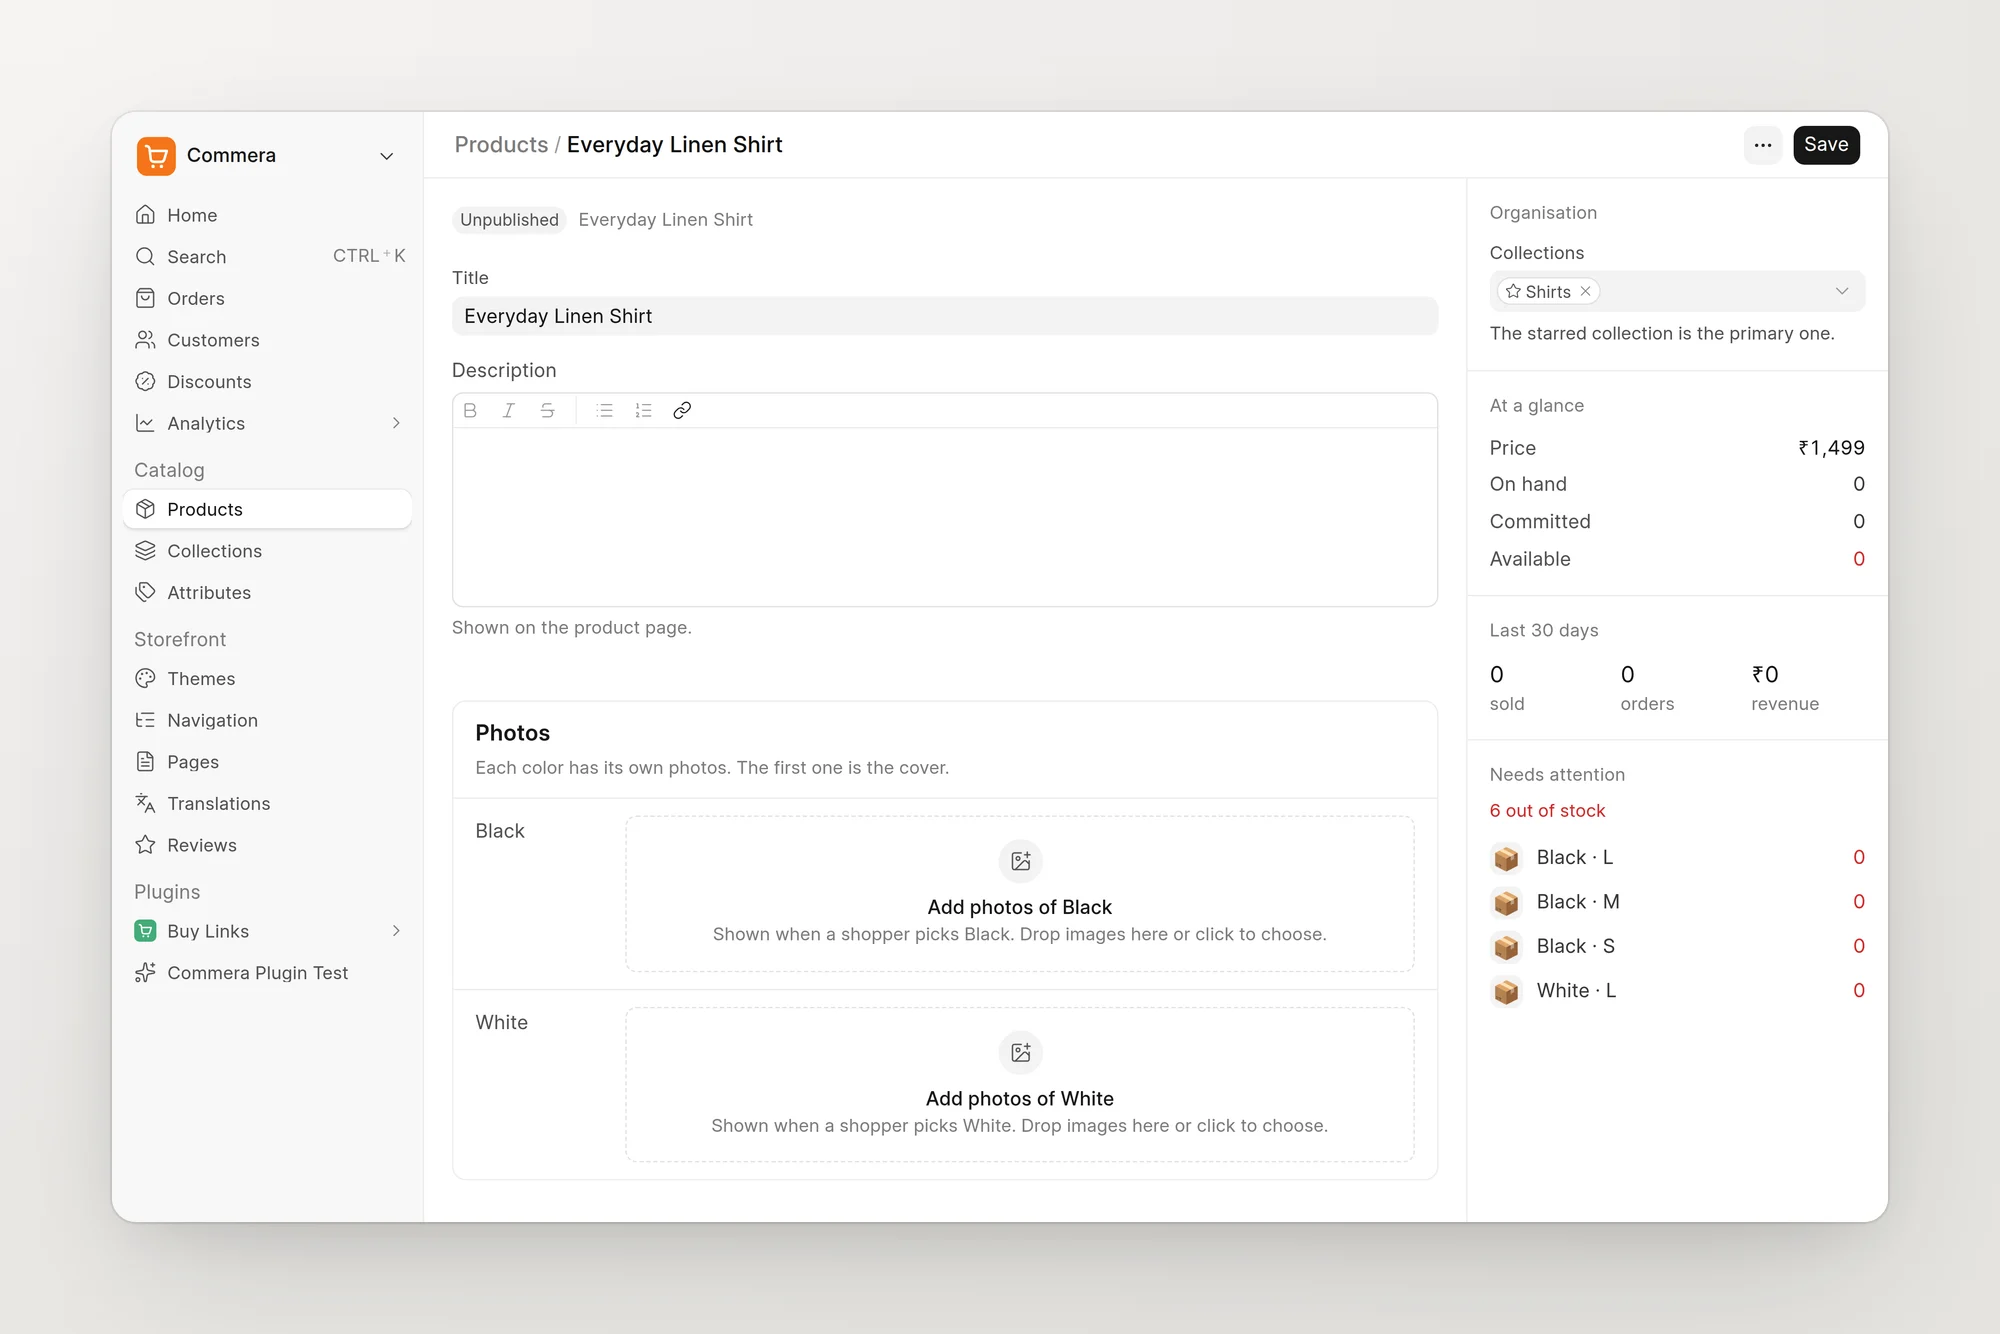 Commera
Home
Search CTRL + K
Orders
Customers
Discounts
Analytics
Catalog
Products
Collections
Attributes
Storefront
Themes
Navigation
Pages
Translations
Reviews
Plugins
Buy Links
Commera Plugin Test
Products / Everyday Linen Shirt
Save
Unpublished Everyday Linen Shirt
Title
Everyday Linen Shirt
Description
Shown on the product page.
Photos
Each color has its own photos. The first one is the cover.
Black
Add photos of Black
Shown when a shopper picks Black. Drop images here or click to choose.
White
Add photos of White
Shown when a shopper picks White. Drop images here or click to choose.
Organisation
Collections
Shirts
The starred collection is the primary one.
At a glance
Price ₹1,499
On hand 0
Committed 0
Available 0
Last 30 days
0 0 ₹0
sold orders revenue
Needs attention
6 out of stock
Black · L 0
Black · M 0
Black · S 0
White · L 0